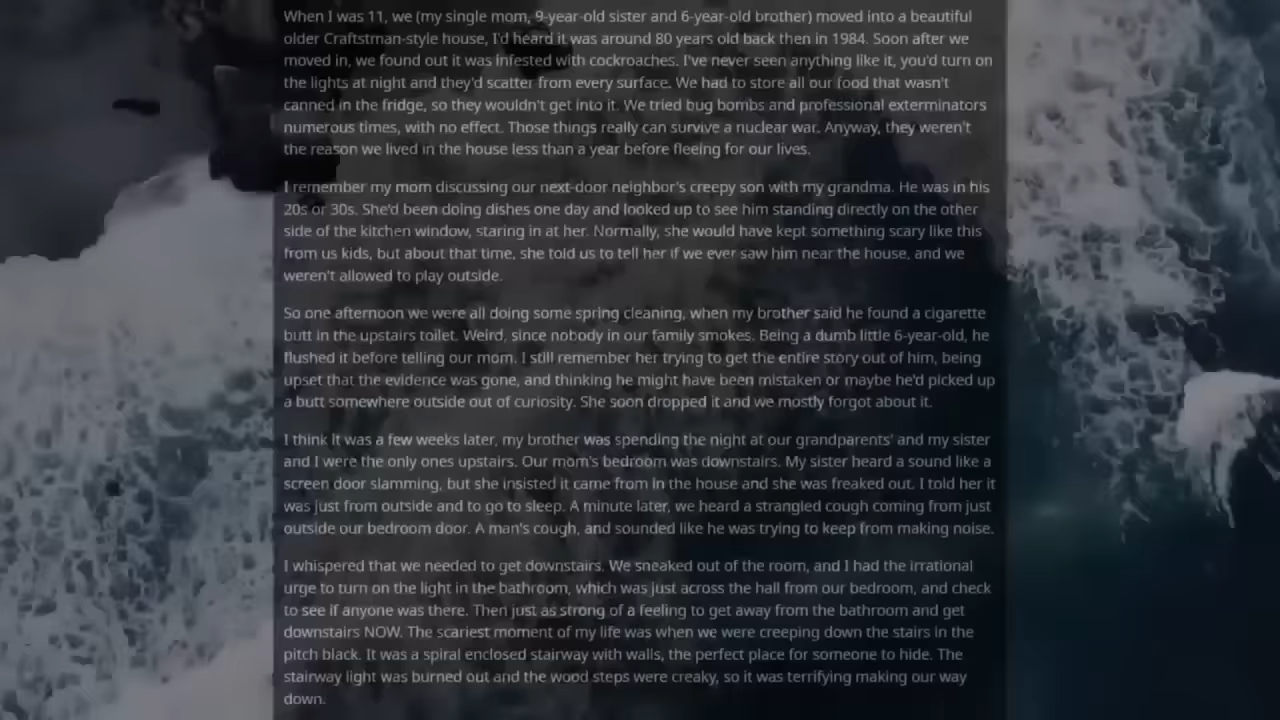 When I was 11, we (my single mom, 9-year-old sister and 6-year-old brother) moved into a beautiful
older Craftstman-style house, I'd heard it was around 80 years old back then in 1984. Soon after we
moved in, we found out it was infested with cockroaches. I've never seen anything like it, you'd turn on
the lights at night and they'd scatter from every surface. We had to store all our food that wasn't
canned in the fridge, so they wouldn't get into it. We tried bug bombs and professional exterminators
numerous times, with no effect. Those things really can survive a nuclear war. Anyway, they weren't
the reason we lived in the house less than a year before fleeing for our lives.
I remember my mom discussing our next-door neighbor's creepy son with my grandma. He was in his
20s or 30s. She'd been doing dishes one day and looked up to see him standing directly on the other
side of the kitchen window, staring in at her. Normally, she would have kept something scary like this
from us kids, but about that time, she told us to tell her if we ever saw him near the house, and we
weren't allowed to play outside.
So one afternoon we were all doing some spring cleaning, when my brother said he found a cigarette
butt in the upstairs toilet. Weird, since nobody in our family smokes. Being a dumb little 6-year-old, he
flushed it before telling our mom. I still remember her trying to get the entire story out of him, being
upset that the evidence was gone, and thinking he might have been mistaken or maybe he'd picked up
a butt somewhere outside out of curiosity. She soon dropped it and we mostly forgot about it.
I think it was a few weeks later, my brother was spending the night at our grandparents' and my sister
and I were the only ones upstairs. Our mom's bedroom was downstairs. My sister heard a sound like a
screen door slamming, but she insisted it came from in the house and she was freaked out. I told her it
was just from outside and to go to sleep. A minute later, we heard a strangled cough coming from just
outside our bedroom door. A man's cough, and sounded like he was trying to keep from making noise.
I whispered that we needed to get downstairs. We sneaked out of the room, and I had the irrational
urge to turn on the light in the bathroom, which was just across the hall from our bedroom, and check
to see if anyone was there. Then just as strong of a feeling to get away from the bathroom and get
downstairs NOW. The scariest moment of my life was when we were creeping down the stairs in the
pitch black. It was a spiral enclosed stairway with walls, the perfect place for someone to hide. The
stairway light was burned out and the wood steps were creaky, so it was terrifying making our way
down.